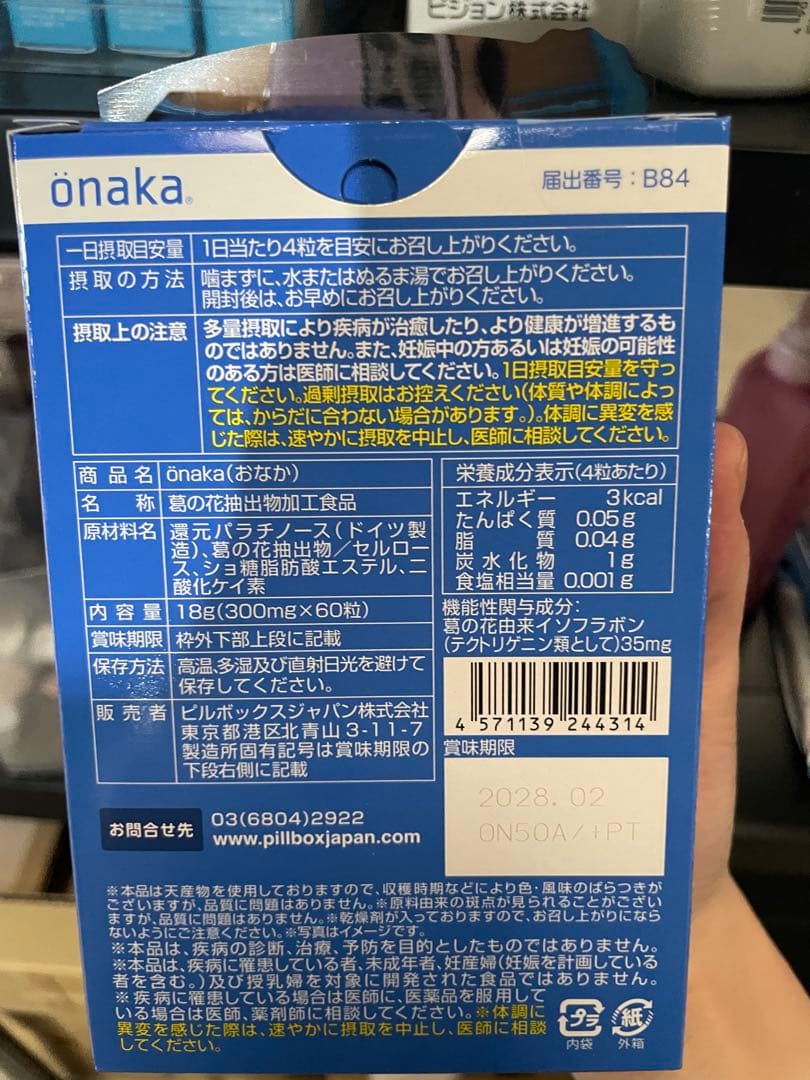 ピジョン株式会社
önaka®
届出番号：B84
一日摂取目安量 1日当たり4粒を目安にお召し上がりください。
摂取の方法 噛まずに、水またはぬるま湯でお召し上がりください。
開封後は、お早めにお召し上がりください。
摂取上の注意 多量摂取により疾病が治癒したり、より健康が増進するも
のではありません。また、妊娠中の方あるいは妊娠の可能性
のある方は医師に相談してください。1日摂取目安量を守っ
てください。過剰摂取はお控えください(体質や体調によっ
ては、からだに合わない場合があります。)。体調に異変を感
じた際は、速やかに摂取を中止し、医師に相談してください。
商品名 önaka(おなか)
名称 葛の花抽出物加工食品
原材料名 還元パラチノース(ドイツ製
造)、葛の花抽出物／セルロー
ス、ショ糖脂肪酸エステル、二
酸化ケイ素
内容量 18g(300mg×60粒)
賞味期限 枠外下部上段に記載
保存方法 高温、多湿及び直射日光を避けて
保存してください。
販売者 ピルボックスジャパン株式会社
東京都港区北青山3-11-7
製造所固有記号は賞味期限の
下段右側に記載
栄養成分表示(4粒あたり)
エネルギー 3kcal
たんぱく質 0.05g
脂質 0.04g
炭水化物 1g
食塩相当量 0.001g
機能性関与成分：
葛の花由来イソフラボン
(テクトリゲニン類として)35mg
4 571139 244314
賞味期限
2028.02
0N50A/+PT
お問合せ先 03(6804)2922
www.pillboxjapan.com
※本品は天産物を使用しておりますので、収穫時期などにより色・風味のばらつきが
ございますが、品質に問題はありません。※原料由来の斑点が見られることがござい
ますが、品質に問題はありません。※乾燥剤が入っておりますので、お召し上がりになら
ないようにご注意ください。※写真はイメージです。
※本品は、疾病の診断、治療、予防を目的としたものではありません。
※本品は、疾病に罹患している者、未成年者、妊産婦(妊娠を計画している
者を含む。)及び授乳婦を対象に開発された食品ではありません。
※疾病に罹患している場合は医師に、医薬品を服用して
いる場合は医師、薬剤師に相談してください。※体調に
異変を感じた際は、速やかに摂取を中止し、医師に相談
してください。
プラ
内袋
紙
外箱